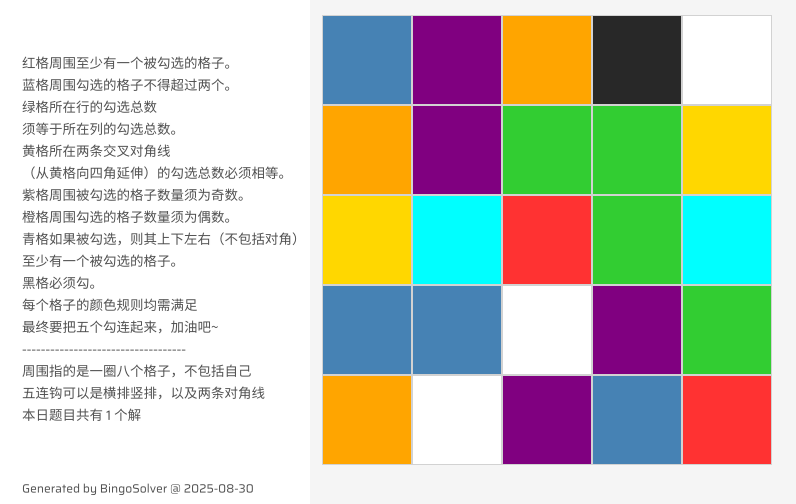 红格周围至少有一个被勾选的格子。
蓝格周围勾选的格子不得超过两个。
绿格所在行的勾选总数
须等于所在列的勾选总数。
黄格所在两条交叉对角线
（从黄格向四角延伸）的勾选总数必须相等。
紫格周围被勾选的格子数量须为奇数。
橙格周围勾选的格子数量须为偶数。
青格如果被勾选，则其上下左右（不包括对角）
至少有一个被勾选的格子。
黑格必须勾。
每个格子的颜色规则均需满足
最终要把五个勾连起来，加油吧~
----------------------------------
周围指的是一圈八个格子，不包括自己
五连钩可以是横排竖排，以及两条对角线
本日题目共有1个解
Generated by BingoSolver @ 2025-08-30